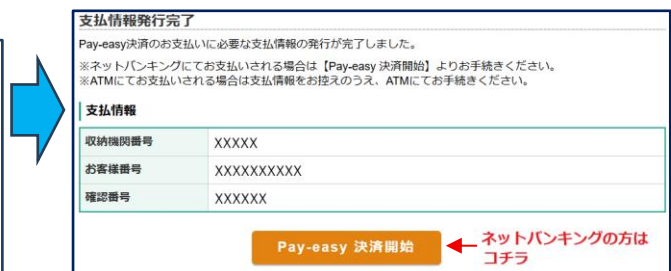 支払情報発行完了
Pay-easy決済のお支払いに必要な支払情報の発行が完了しました。
※ネットバンキングにてお支払いされる場合は【Pay-easy 決済開始】よりお手続きください。
※ATMにてお支払いされる場合は支払情報をお控えのうえ、ATMにてお手続きください。
支払情報
収納機関番号 XXXXX
お客様番号 XXXXXXXXXX
確認番号 XXXXXX
Pay-easy 決済開始
ネットバンキングの方は
コチラ